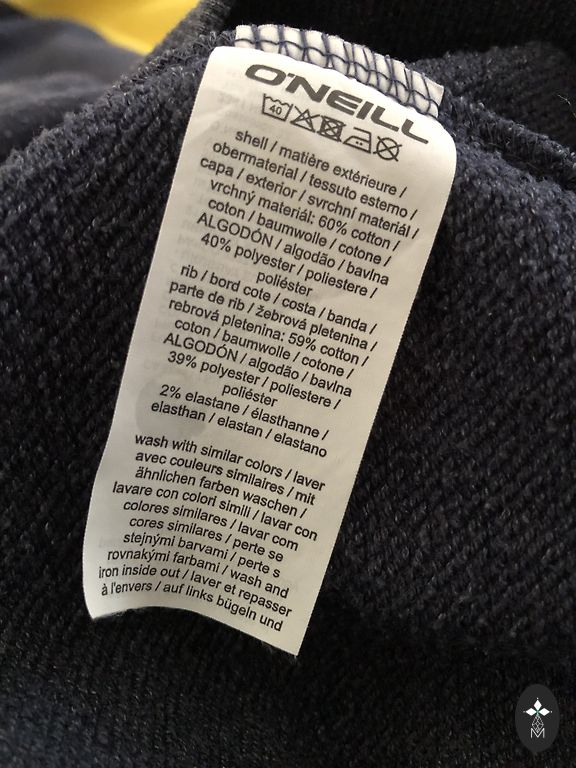 O'NEILL
40
shell / matière extérieure /
obermaterial / tessuto esterno /
capa / exterior / svrchní materiál /
vrchný materiál: 60% cotton /
coton / baumwolle / cotone /
ALGODÓN / algodão / bavlna
40% polyester / poliestere /
poliéster
rib / bord cote / costa / banda /
parte de rib / žebrová pletenina /
rebrová pletenina: 59% cotton /
coton / baumwolle / cotone /
ALGODÓN / algodão / bavlna
39% polyester / poliestere /
poliéster
2% elastane / élasthanne /
elasthan / elastan / elastano
wash with similar colors / laver
avec couleurs similaires / mit
ähnlichen farben waschen /
lavare con colori simili / lavar con
colores similares / lavar com
cores similares / perte se
stejnými barvami / perte s
rovnakými farbami / wash and
iron inside out / laver et repasser
à l'envers / auf links bügeln und
M